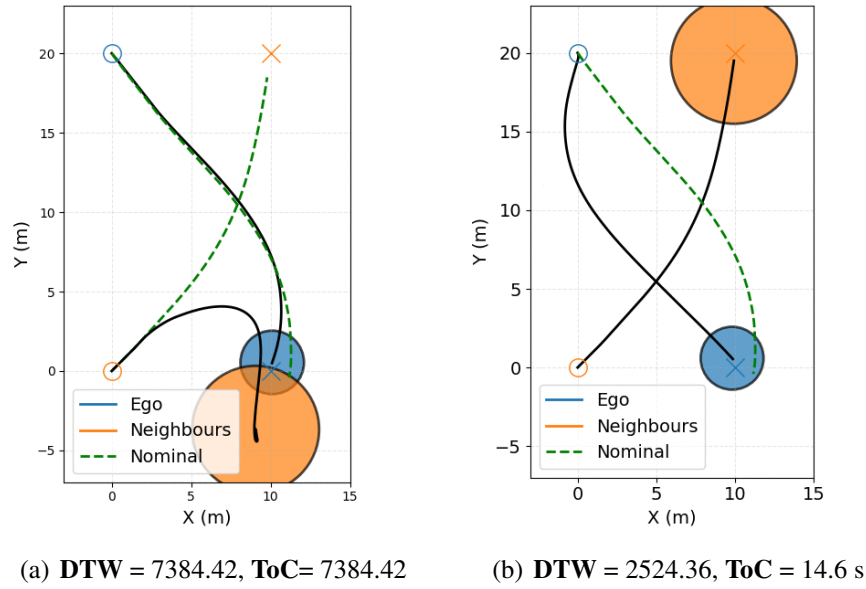 20
15
10
5
0
−5
Y (m)
0 5 10 15
X (m)
Ego
Neighbours
Nominal
20
15
10
5
0
−5
Y (m)
0 5 10 15
X (m)
Ego
Neighbours
Nominal
(a) DTW = 7384.42, ToC= 7384.42
(b) DTW = 2524.36, ToC = 14.6 s